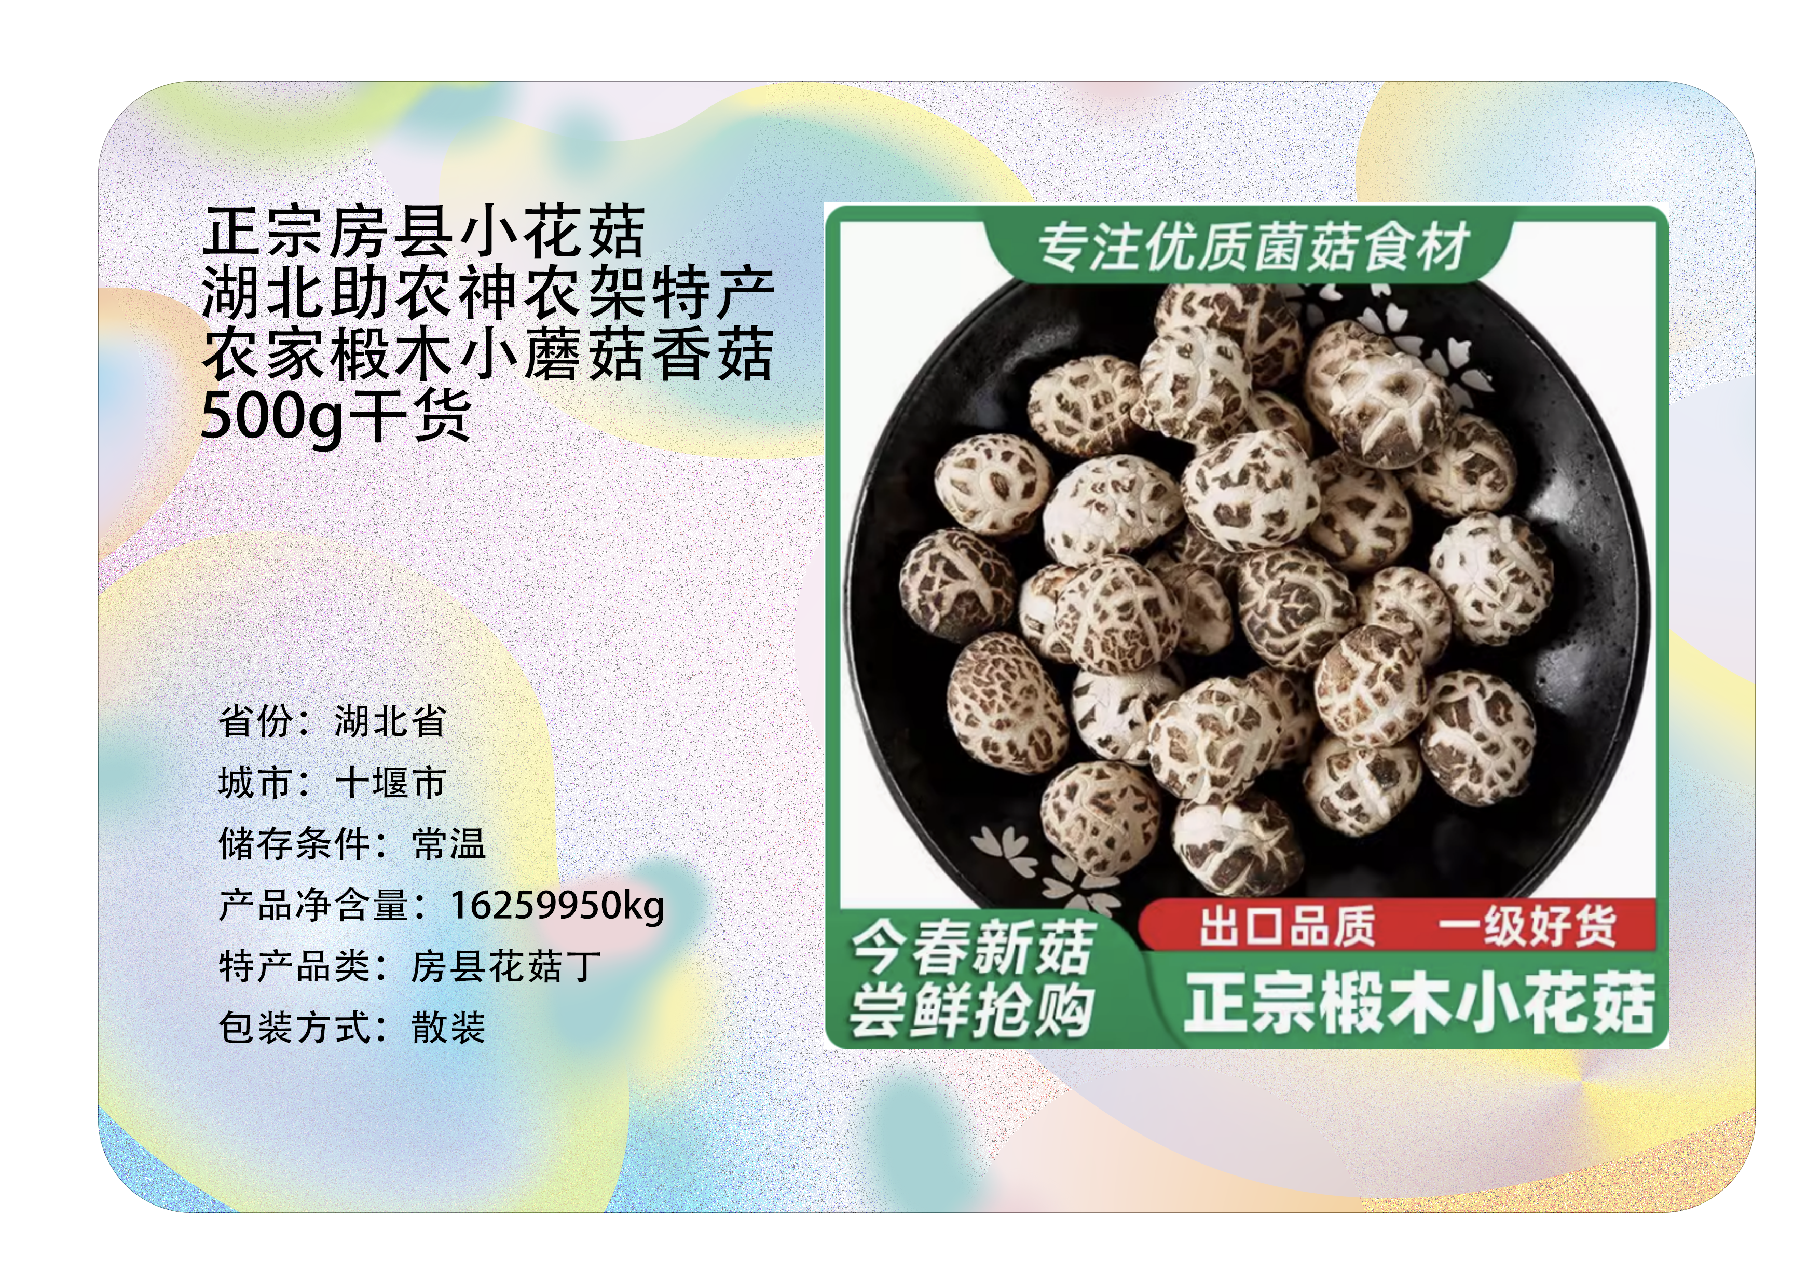 正宗房县小花菇
湖北助农神农架特产
农家椴木小蘑菇香菇
500g干货
省份：湖北省
城市：十堰市
储存条件：常温
产品净含量：16259950kg
特产品类：房县花菇丁
包装方式：散装
专注优质菌菇食材
今春新菇
尝鲜抢购
出口品质 一级好货
正宗椴木小花菇